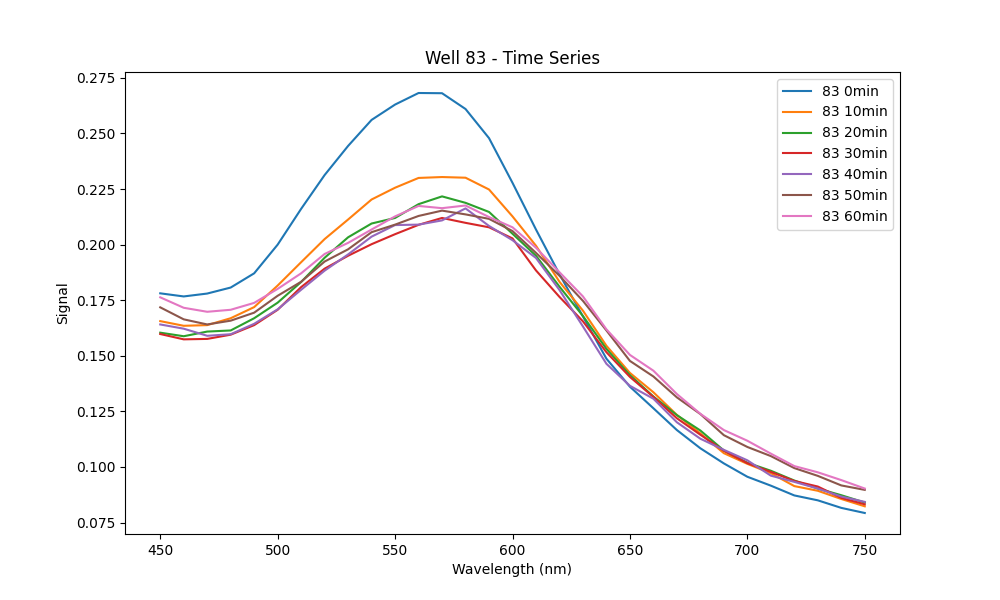 Well 83 - Time Series
Signal
0.275
0.250
0.225
0.200
0.175
0.150
0.125
0.100
0.075
83 0min
83 10min
83 20min
83 30min
83 40min
83 50min
83 60min
450 500 550 600 650 700 750
Wavelength (nm)